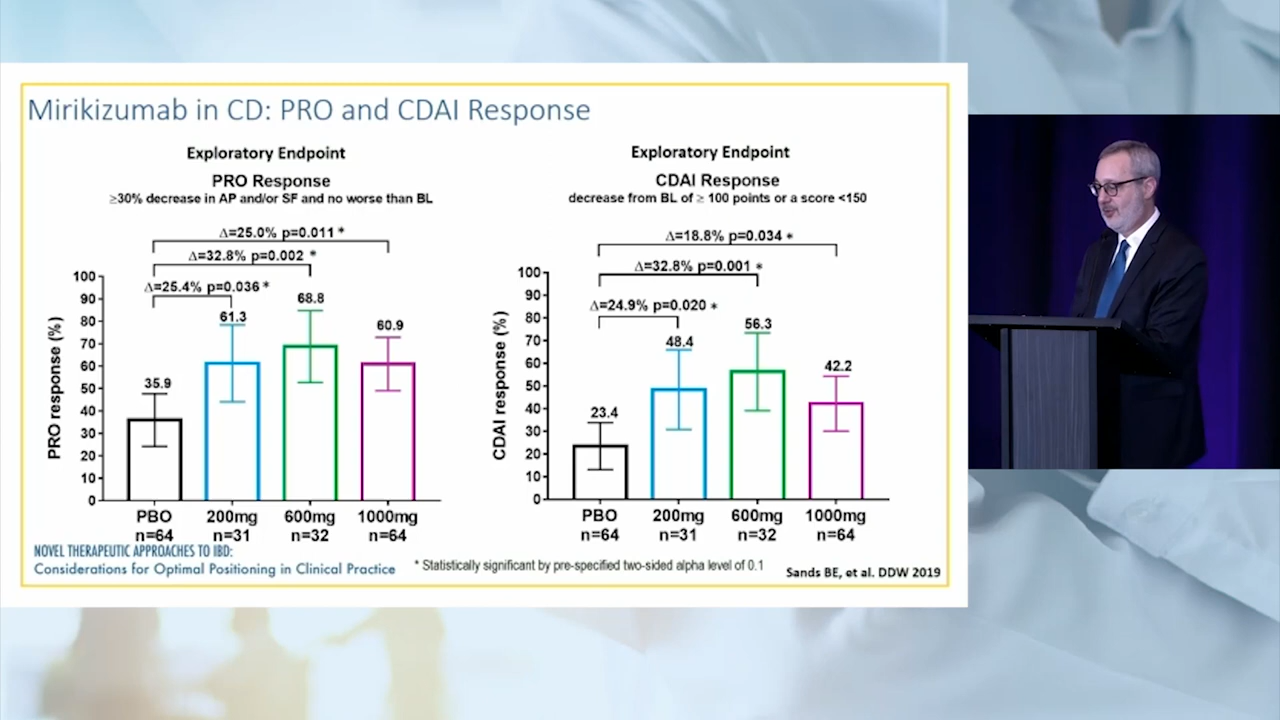 Mirikizumab in CD: PRO and CDAI Response
Exploratory Endpoint
PRO Response
≥30% decrease in AP and/or SF and no worse than BL
Δ=25.0% p=0.011 *
Δ=32.8% p=0.002 *
Δ=25.4% p=0.036 *
PRO response (%)
100
90
80
70
60
50
40
30
20
10
0
35.9
61.3
68.8
60.9
PBO 200mg 600mg 1000mg
n=64 n=31 n=32 n=64
Exploratory Endpoint
CDAI Response
decrease from BL of ≥ 100 points or a score <150
Δ=18.8% p=0.034 *
Δ=32.8% p=0.001 *
Δ=24.9% p=0.020 *
CDAI response (%)
100
90
80
70
60
50
40
30
20
10
0
23.4
48.4
56.3
42.2
PBO 200mg 600mg 1000mg
n=64 n=31 n=32 n=64
NOVEL THERAPEUTIC APPROACHES TO IBD:
Considerations for Optimal Positioning in Clinical Practice
* Statistically significant by pre-specified two-sided alpha level of 0.1
Sands BE, et al. DDW 2019